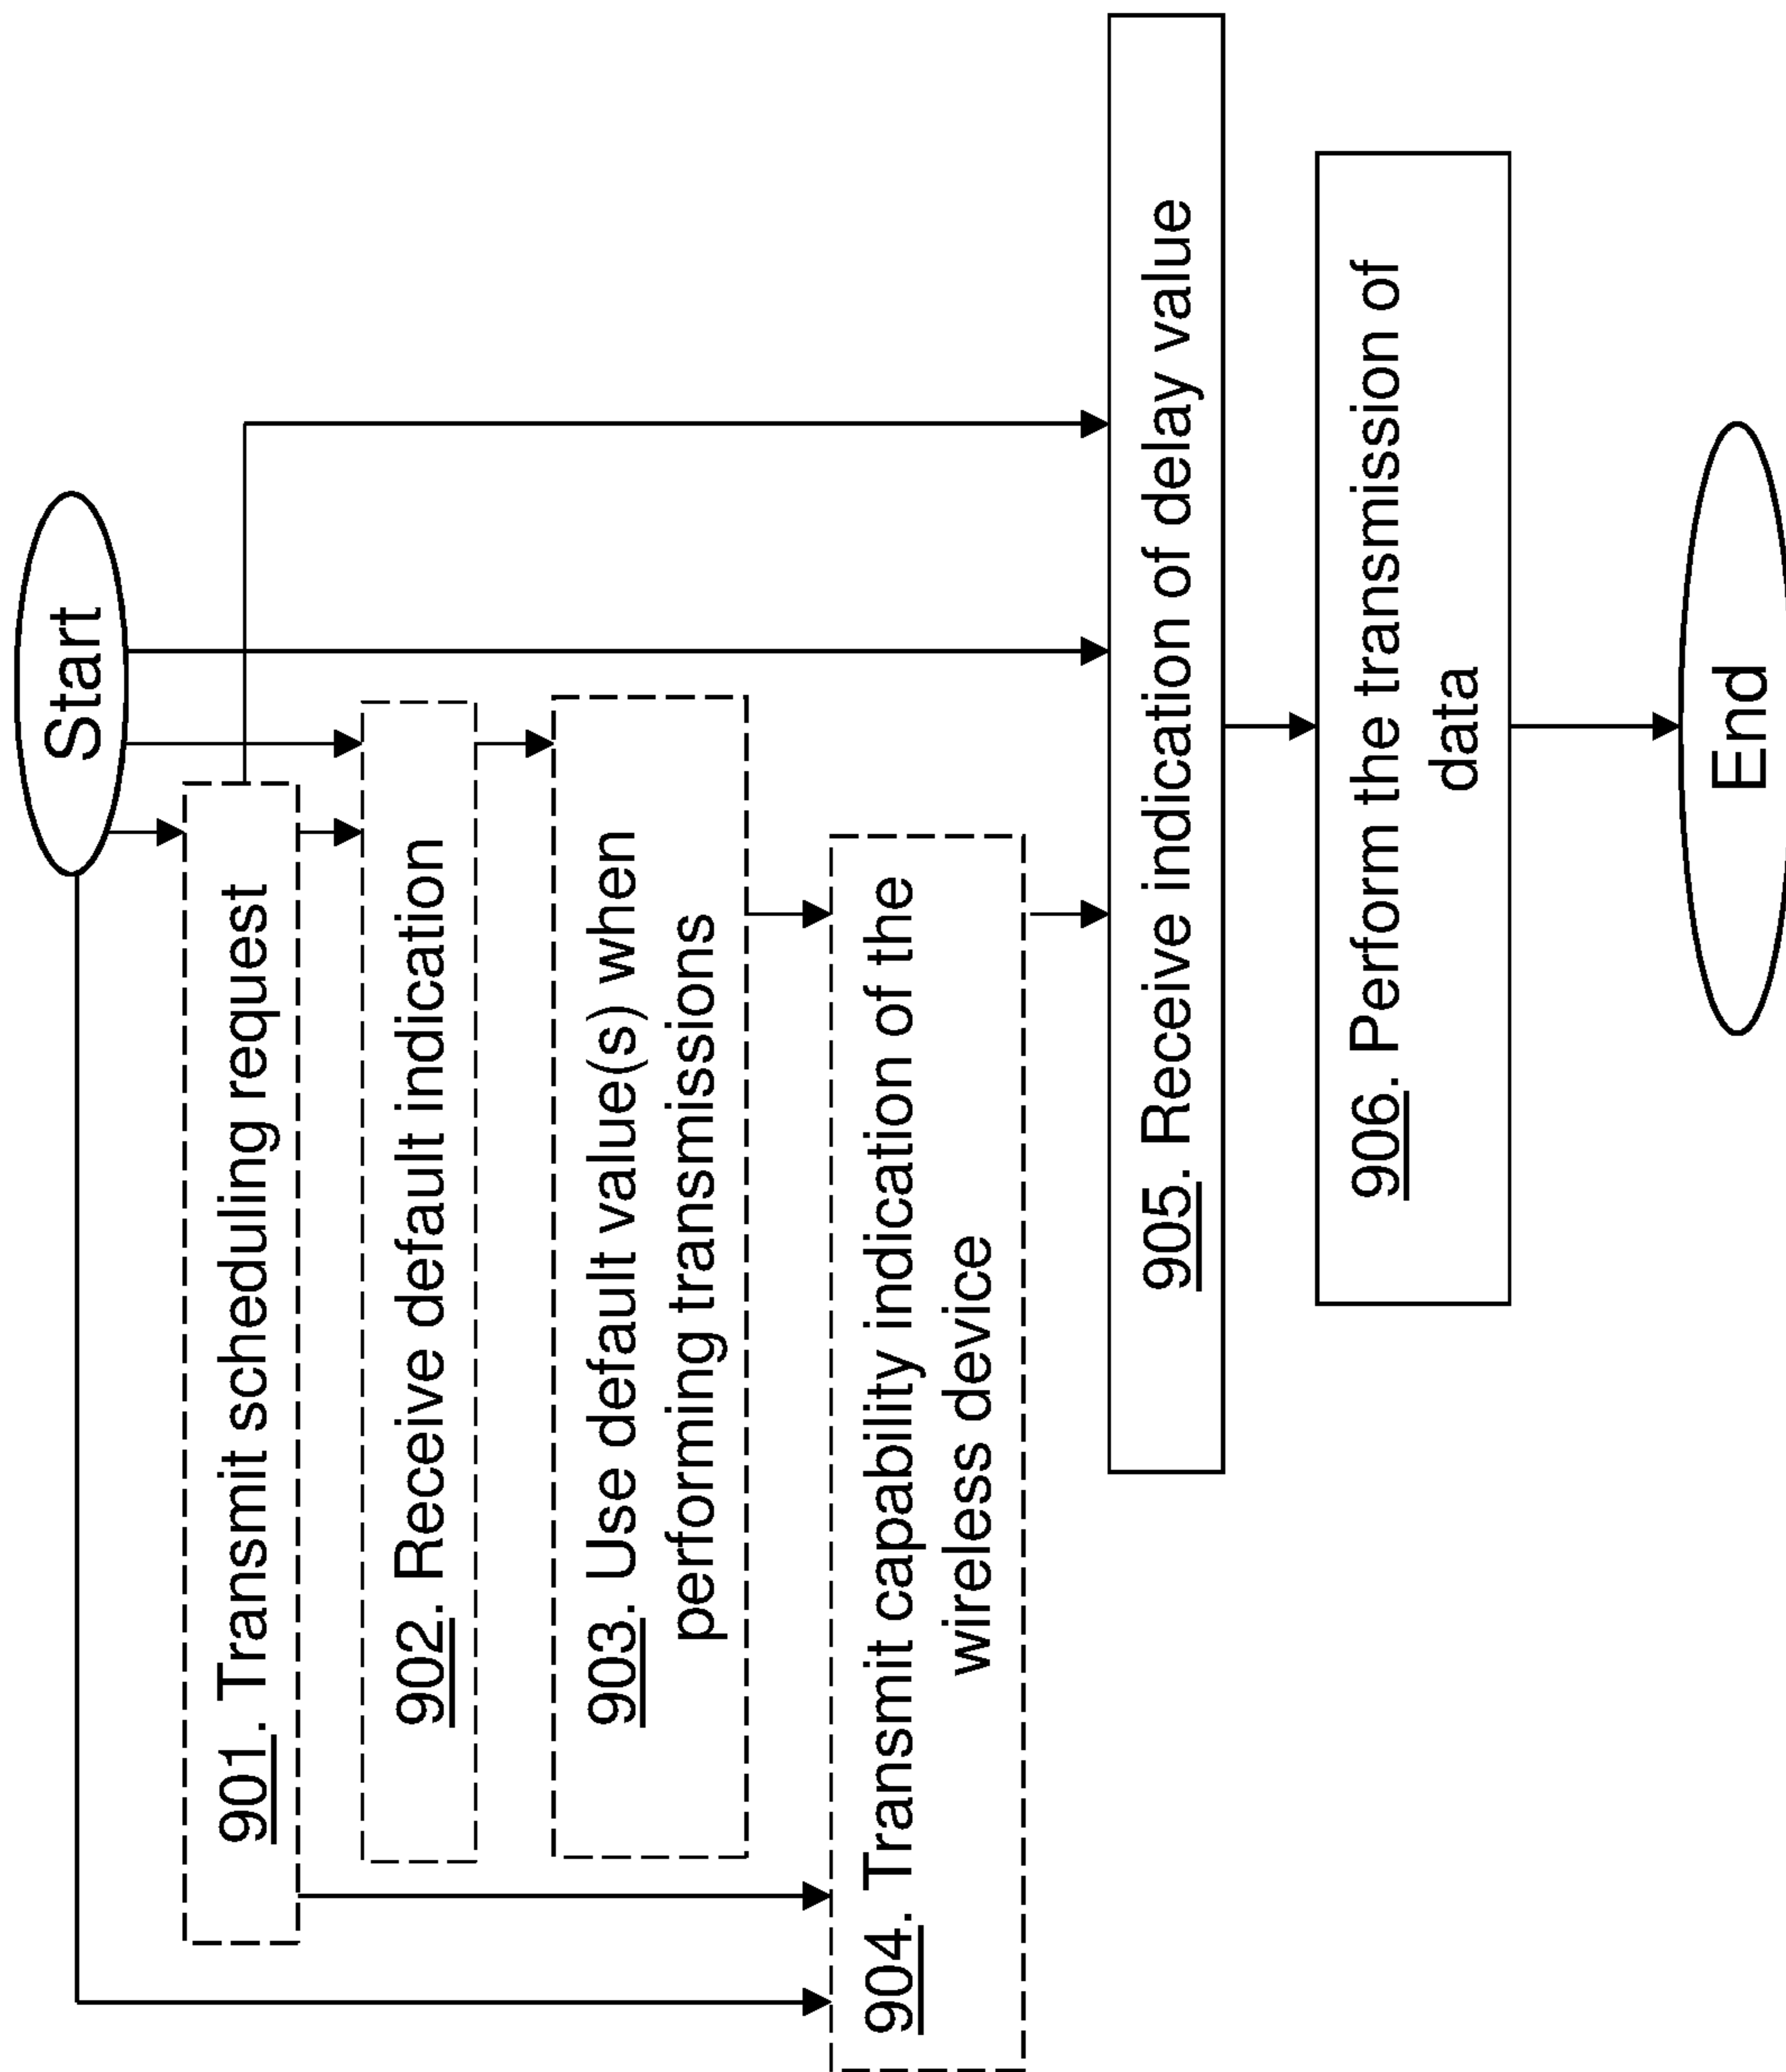 Start
901. Transmit scheduling request
902. Receive default indication
903. Use default value(s) when
performing transmissions
904. Transmit capability indication of the
wireless device
905. Receive indication of delay value
906. Perform the transmission of
data
End